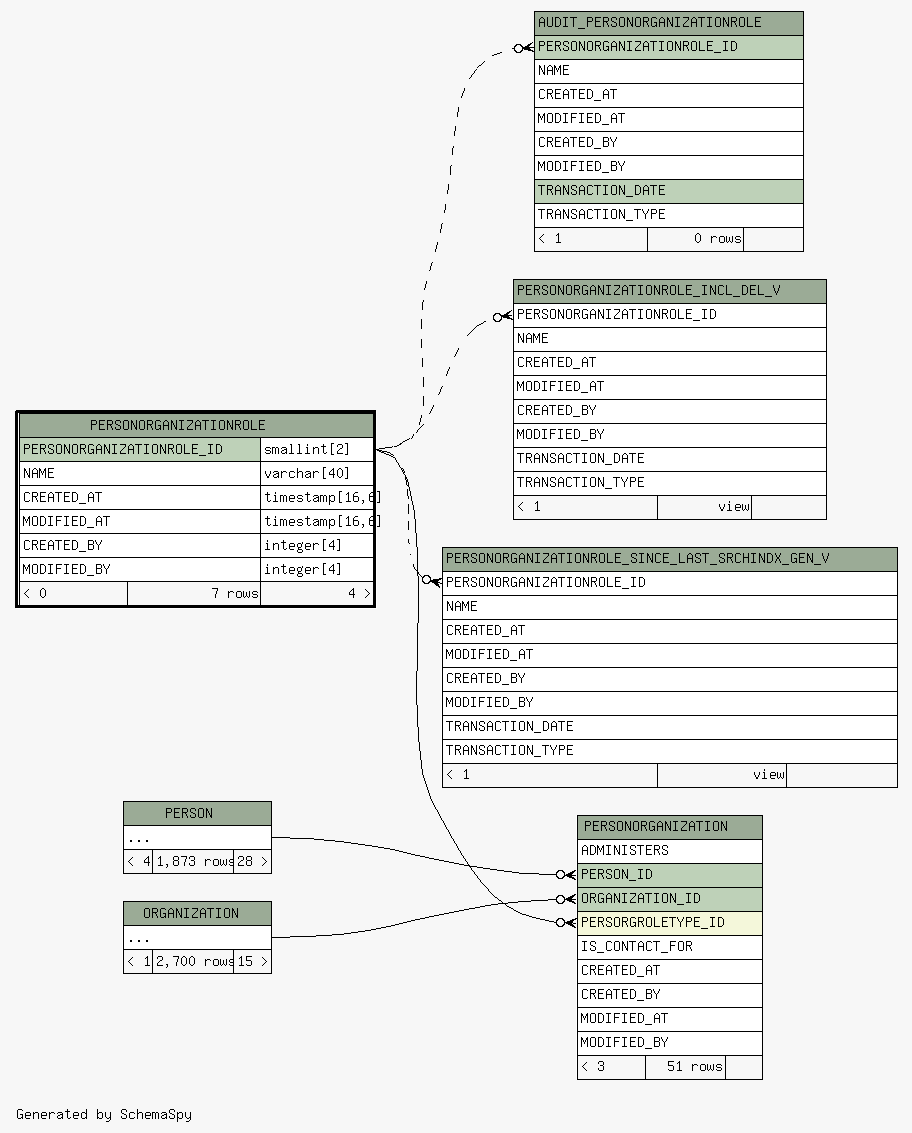 AUDIT_PERSONORGANIZATIONROLE
PERSONORGANIZATIONROLE_ID
NAME
CREATED_AT
MODIFIED_AT
CREATED_BY
MODIFIED_BY
TRANSACTION_DATE
TRANSACTION_TYPE
< 1 0 rows
PERSONORGANIZATIONROLE_INCL_DEL_V
PERSONORGANIZATIONROLE_ID
NAME
CREATED_AT
MODIFIED_AT
CREATED_BY
MODIFIED_BY
TRANSACTION_DATE
TRANSACTION_TYPE
< 1 view
PERSONORGANIZATIONROLE
PERSONORGANIZATIONROLE_ID smallint[2]
NAME varchar[40]
CREATED_AT timestamp[16,6]
MODIFIED_AT timestamp[16,6]
CREATED_BY integer[4]
MODIFIED_BY integer[4]
< 0 7 rows 4 >
PERSONORGANIZATIONROLE_SINCE_LAST_SRCHINDX_GEN_V
PERSONORGANIZATIONROLE_ID
NAME
CREATED_AT
MODIFIED_AT
CREATED_BY
MODIFIED_BY
TRANSACTION_DATE
TRANSACTION_TYPE
< 1 view
PERSON
...
< 4 1,873 rows 28 >
ORGANIZATION
...
< 1 2,700 rows 15 >
PERSONORGANIZATION
ADMINISTERS
PERSON_ID
ORGANIZATION_ID
PERSORGROLETYPE_ID
IS_CONTACT_FOR
CREATED_AT
CREATED_BY
MODIFIED_AT
MODIFIED_BY
< 3 51 rows
Generated by SchemaSpy